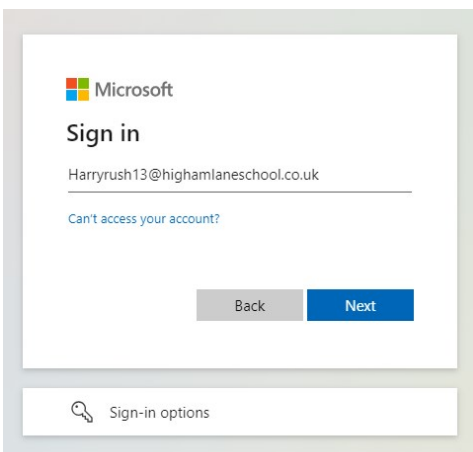 Microsoft
Sign in
Harryrush13@highamlaneschool.co.uk
Can't access your account?
Back Next
Sign-in options